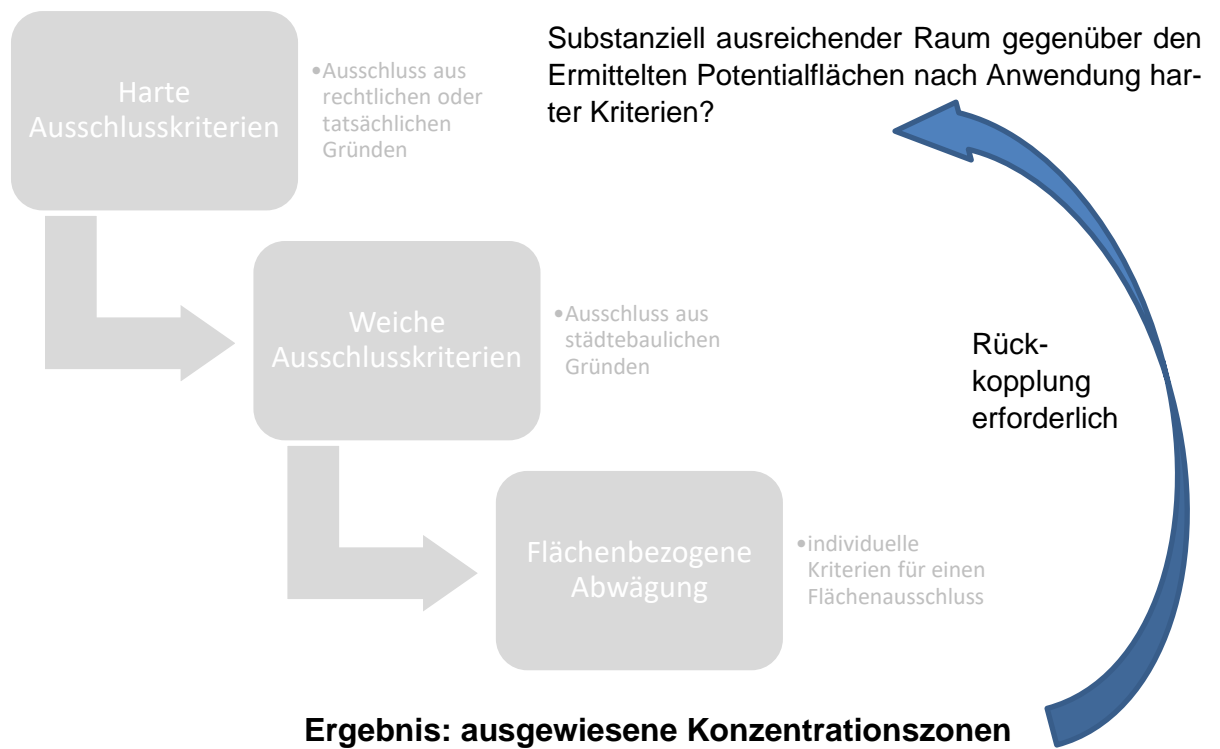 Substanziell ausreichender Raum gegenüber den
Ermittelten Potentialflächen nach Anwendung har-
ter Kriterien?
Harte
Ausschlusskriterien
•Ausschluss aus
rechtlichen oder
tatsächlichen
Gründen
Weiche
Ausschlusskriterien
•Ausschluss aus
städtebaulichen
Gründen
Rück-
kopplung
erforderlich
Flächenbezogene
Abwägung
•individuelle
Kriterien für einen
Flächenausschluss
Ergebnis: ausgewiesene Konzentrationszonen